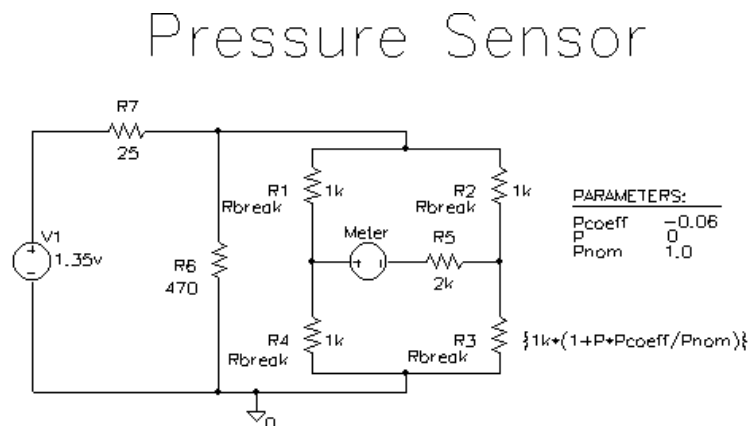 Pressure Sensor
R7
25
R1
1k
Rbreak
R2
1k
Rbreak
PARAMETERS:
Pcoeff -0.06
P 0
Pnom 1.0
V1
+
1.35v
-
R6
470
Meter
+ -
R5
2k
R4
1k
Rbreak
R3
Rbreak
{1k*(1+P*Pcoeff/Pnom)}
0